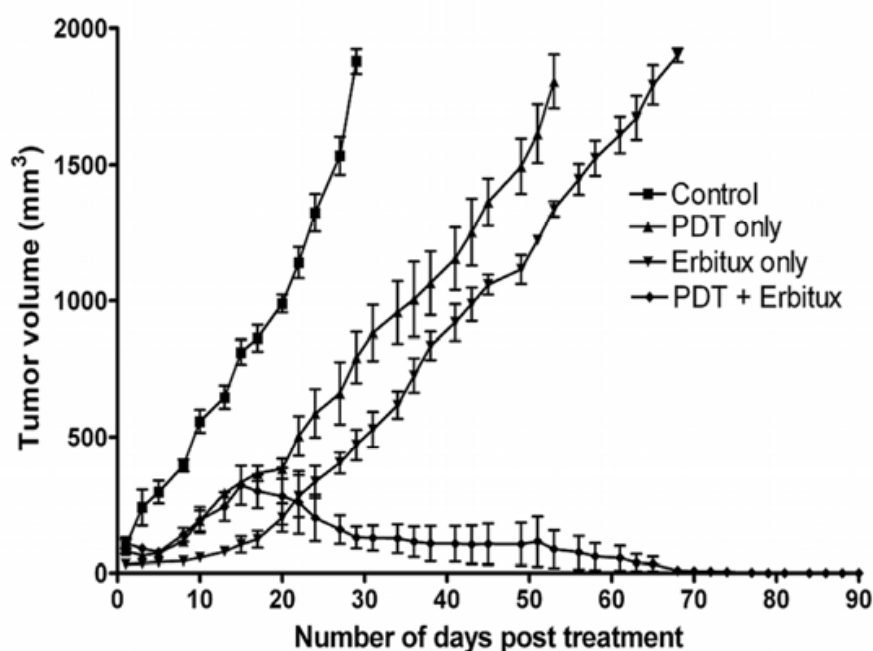 Tumor volume (mm³)
2000
1500
1000
500
0
Control
PDT only
Erbitux only
PDT + Erbitux
0 10 20 30 40 50 60 70 80 90
Number of days post treatment